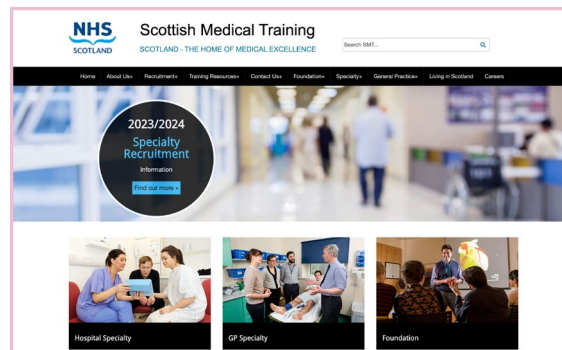 NHS
SCOTLAND
Scottish Medical Training
SCOTLAND - THE HOME OF MEDICAL EXCELLENCE
Search SMT...
Home About Us+ Recruitment+ Training Resources+ Contact Us+ Foundation+ Specialty+ General Practice+ Living in Scotland Careers
2023/2024
Specialty
Recruitment
Information
Find our more »
Hospital Specialty
GP Specialty
Foundation